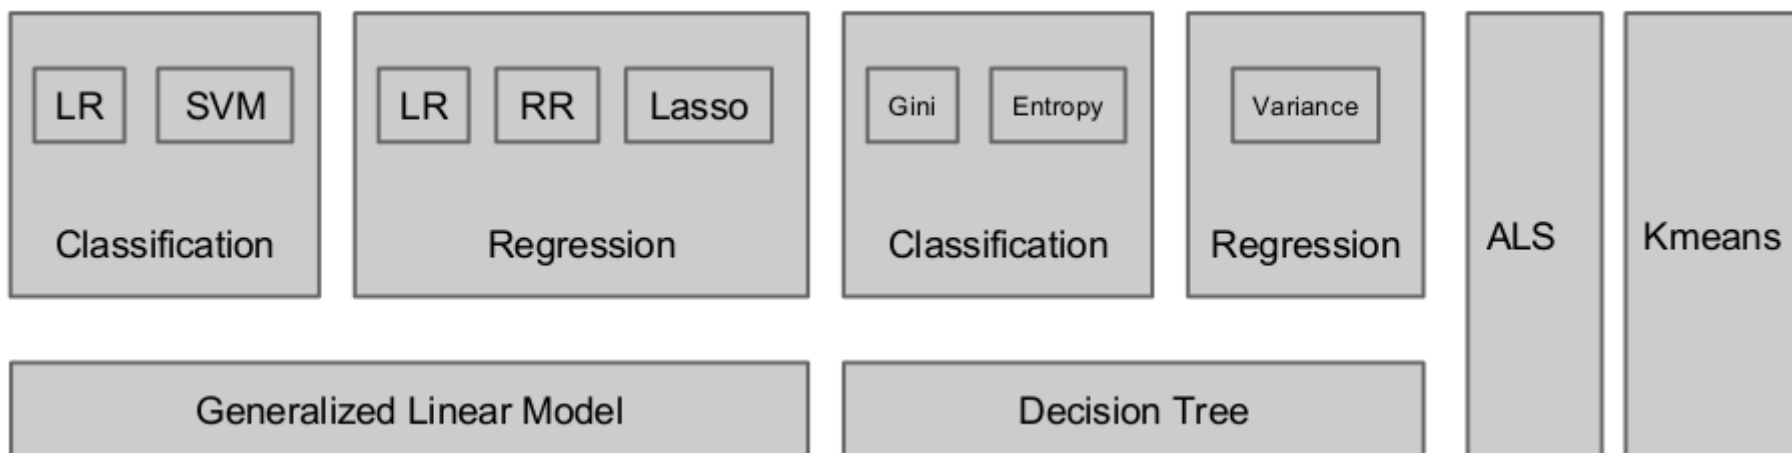 LR SVM
Classification
LR RR Lasso
Regression
Gini Entropy
Classification
Variance
Regression
ALS
Kmeans
Generalized Linear Model
Decision Tree